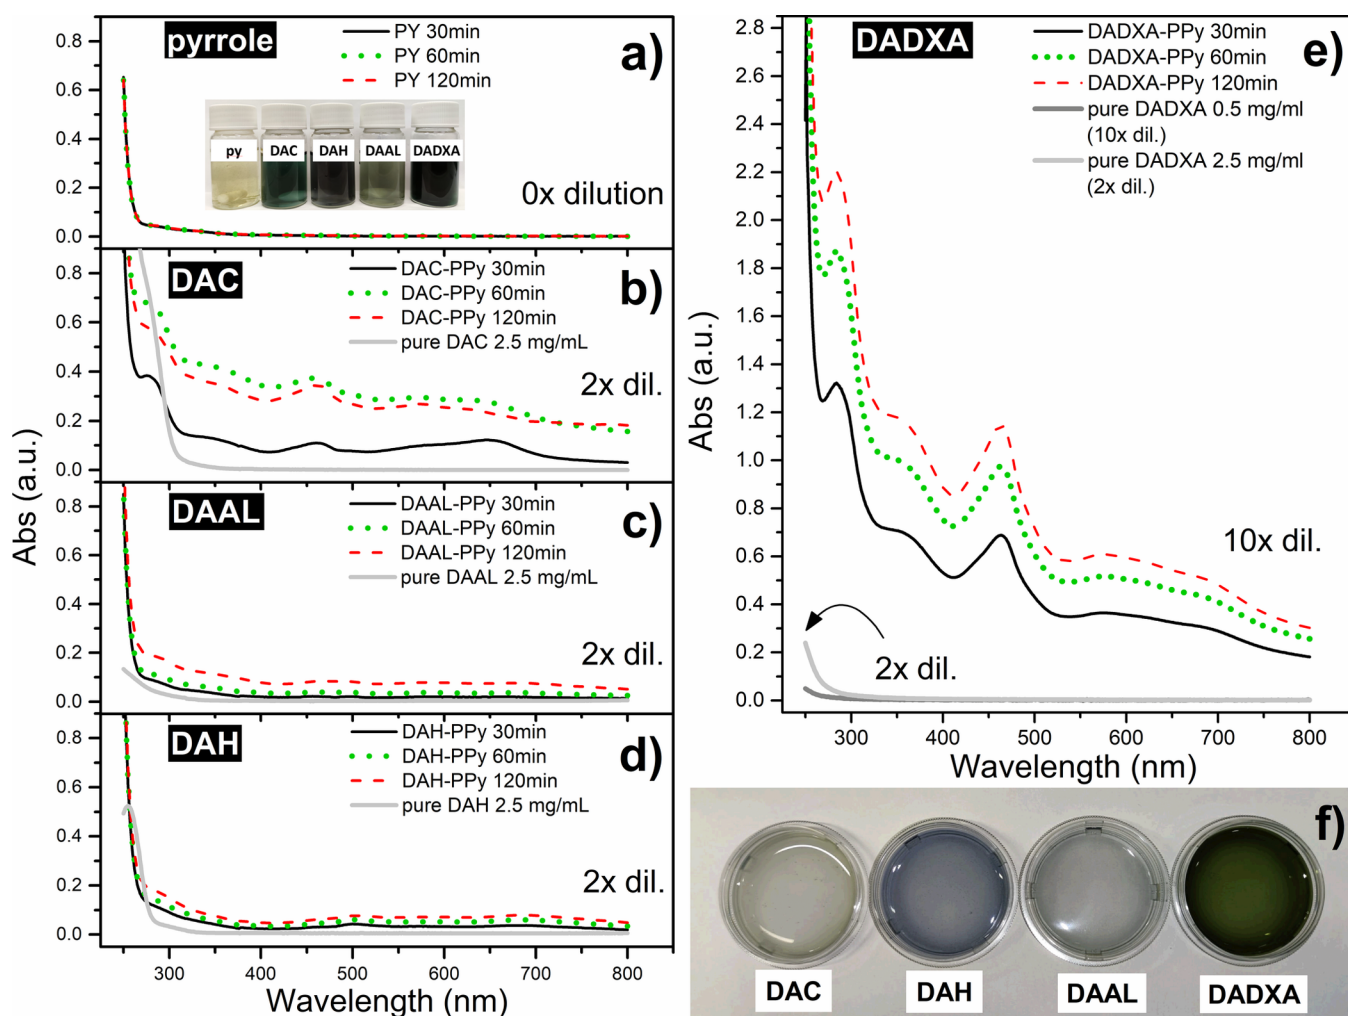 pyrrole
PY 30min
PY 60min
PY 120min
a)
py DAC DAH DAAL DADXA
0x dilution
0.8
0.6
0.4
0.2
0.0
DAC
DAC-PPy 30min
DAC-PPy 60min
DAC-PPy 120min
pure DAC 2.5 mg/mL
b)
2x dil.
0.8
0.6
0.4
0.2
0.0
Abs (a.u.)
DAAL
DAAL-PPy 30min
DAAL-PPy 60min
DAAL-PPy 120min
pure DAAL 2.5 mg/mL
c)
2x dil.
0.8
0.6
0.4
0.2
0.0
DAH
DAH-PPy 30min
DAH-PPy 60min
DAH-PPy 120min
pure DAH 2.5 mg/mL
d)
2x dil.
0.8
0.6
0.4
0.2
0.0
300 400 500 600 700 800
Wavelength (nm)
DADXA
DADXA-PPy 30min
DADXA-PPy 60min
DADXA-PPy 120min
pure DADXA 0.5 mg/ml
(10x dil.)
pure DADXA 2.5 mg/ml
(2x dil.)
e)
10x dil.
2x dil.
2.8
2.6
2.4
2.2
2.0
1.8
1.6
1.4
1.2
1.0
0.8
0.6
0.4
0.2
0.0
Abs (a.u.)
300 400 500 600 700 800
Wavelength (nm)
f)
DAC DAH DAAL DADXA